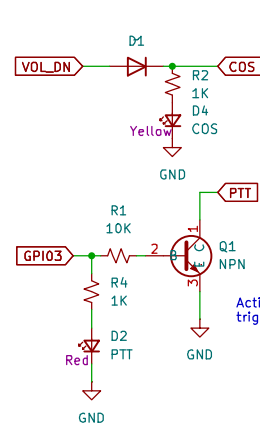 D1
VOL_DN
COS
R2
1K
D4
Yellow
COS
GND
PTT
R1
10K
1
Q1
GPIO3
2
B
C
E
NPN
R4
1K
3
Acti
trig
D2
Red
PTT
GND
GND